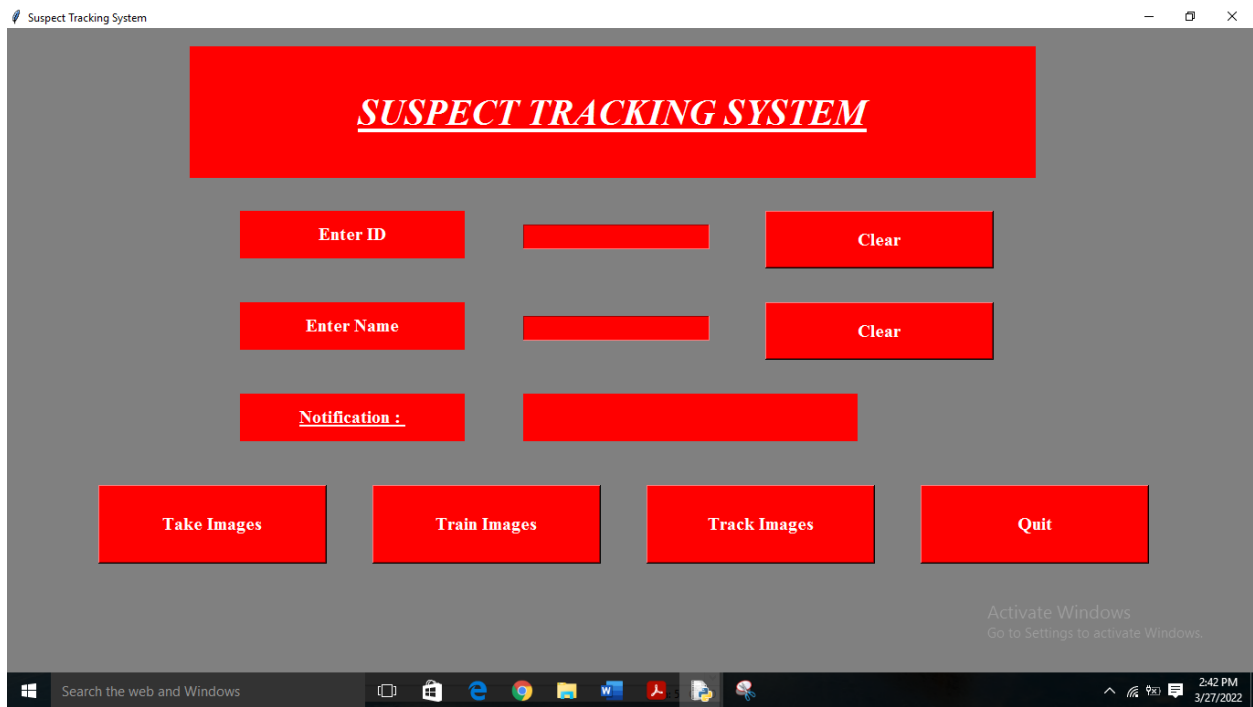 Suspect Tracking System
SUSPECT TRACKING SYSTEM
Enter ID
Clear
Enter Name
Clear
Notification :
Take Images
Train Images
Track Images
Quit
Activate Windows
Go to Settings to activate Windows.
Search the web and Windows
2:42 PM
3/27/2022